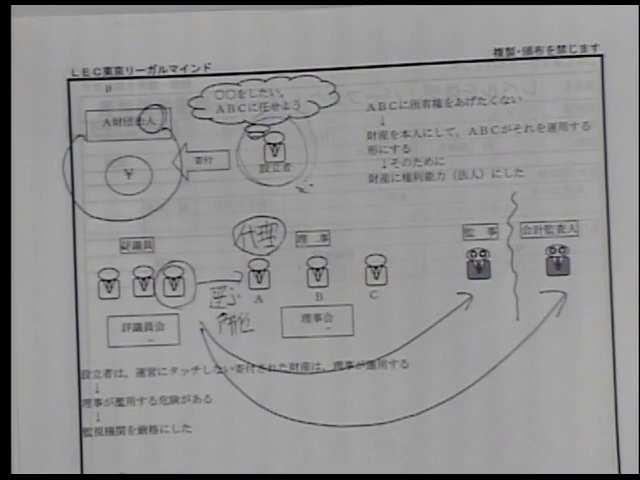 複製・頒布を禁じます
LEC東京リーガルマインド
p
〇〇をしたい。
ABCに任せよう
A財団法人
¥
寄付
設立者
ABCに所有権をあげたくない
↓
財産を本人にして、ABCがそれを運用する
形にする
↓そのために
財産に権利能力（法人）にした
評議員
代理
理事
監事
会計監査人
A
B
C
選ぶ
評議員会
理事会
設立者は、運営にタッチしない寄付された財産は、理事が運用する
↓
理事が濫用する危険がある
↓
監視機関を厳格にした